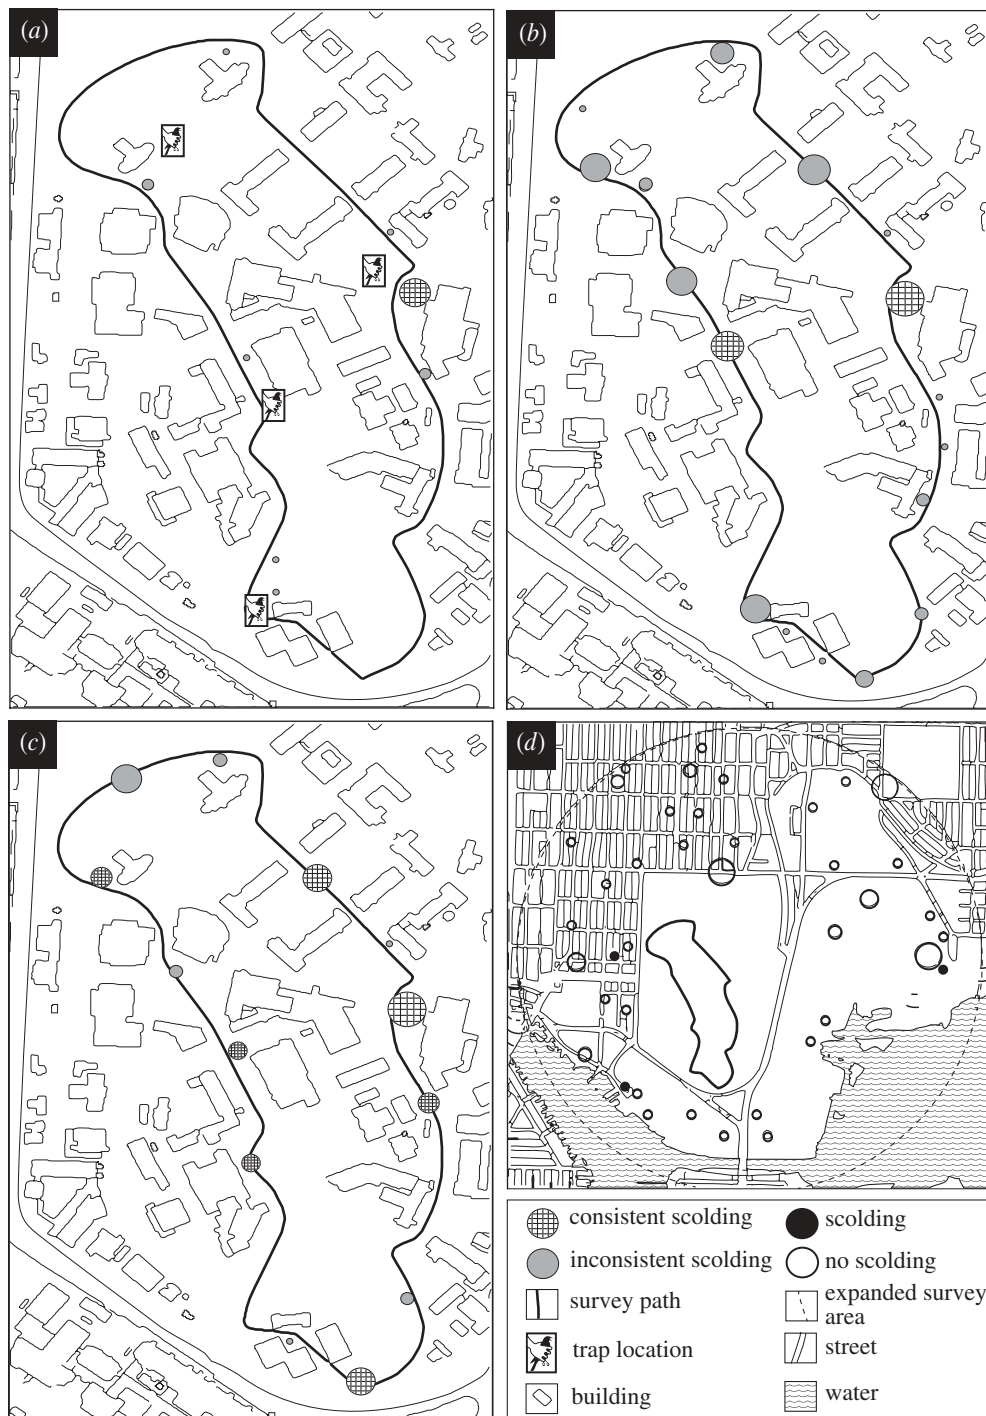 (a)
(b)
(c)
(d)
consistent scolding
inconsistent scolding
survey path
trap location
building
scolding
no scolding
expanded survey
area
street
water